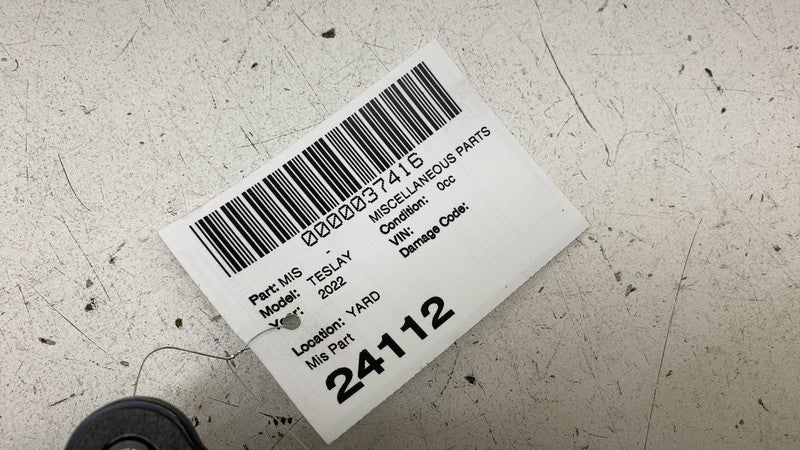 0000037416
Part: MIS - MISCELLANEOUS PARTS
Model: TESLAY Condition: 0cc
Year: 2022 VIN:
Damage Code:
Location: YARD
Mis Part
24112